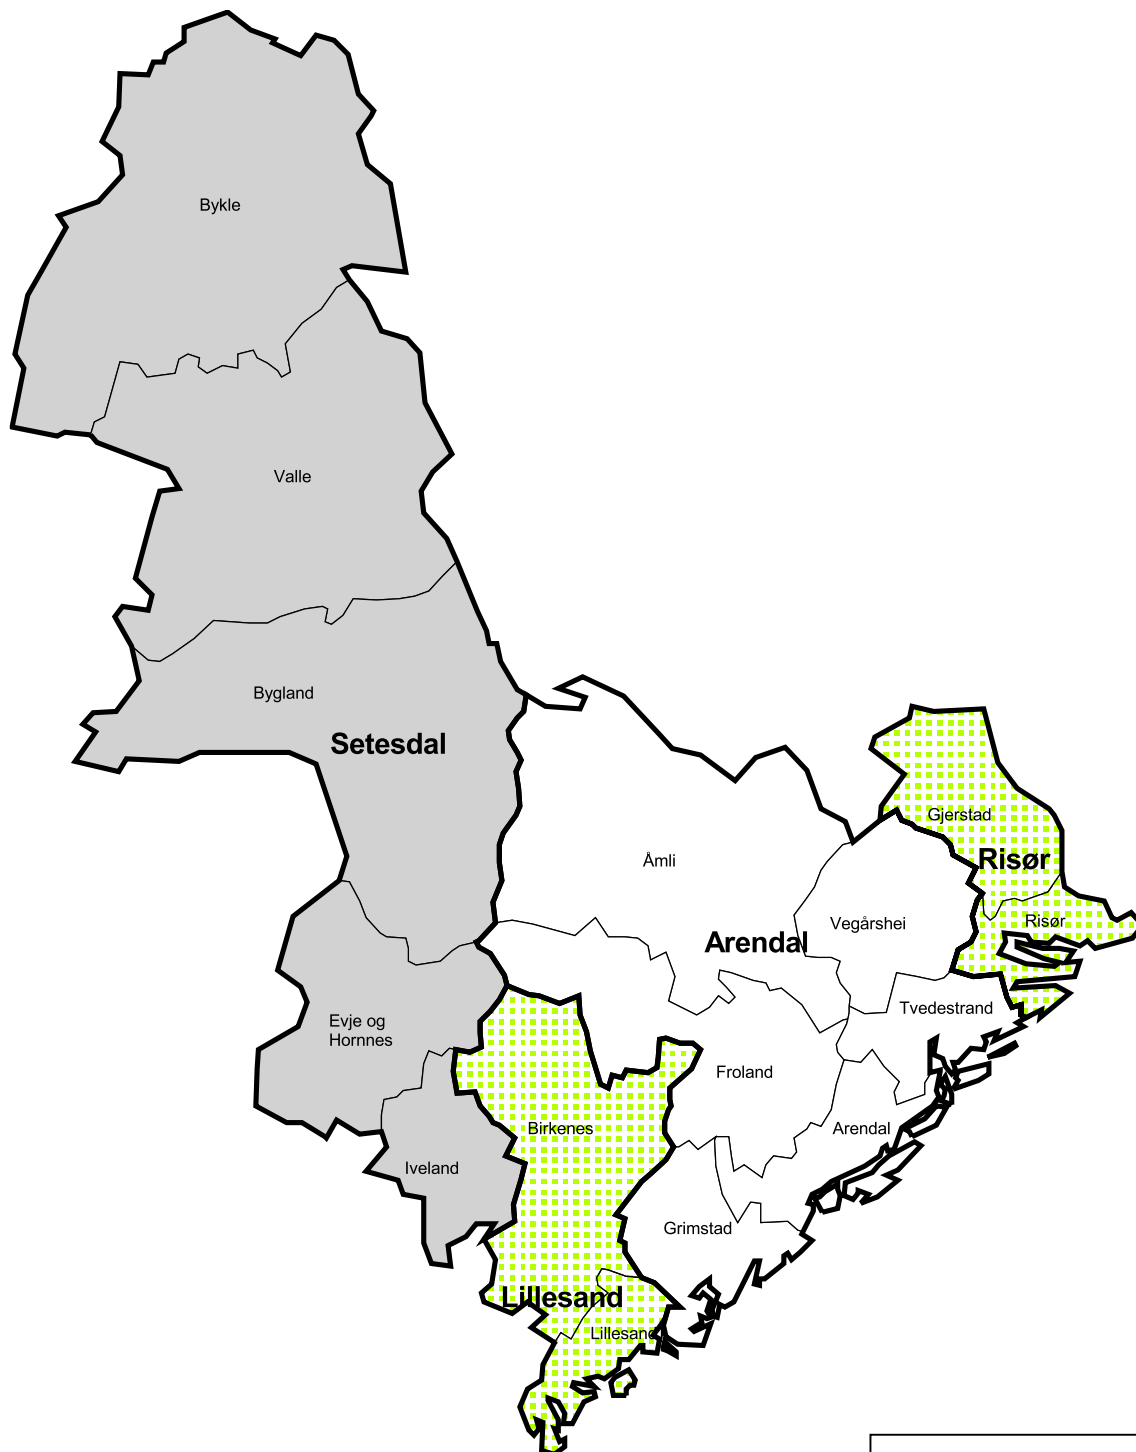 Bykle
Valle
Bygland
Setesdal
Gjerstad
Risør
Åmli
Risør
Vegårshei
Arendal
Tvedestrand
Evje og
Hornnes
Froland
Birkenes
Arendal
Iveland
Grimstad
Lillesand
Lillesand